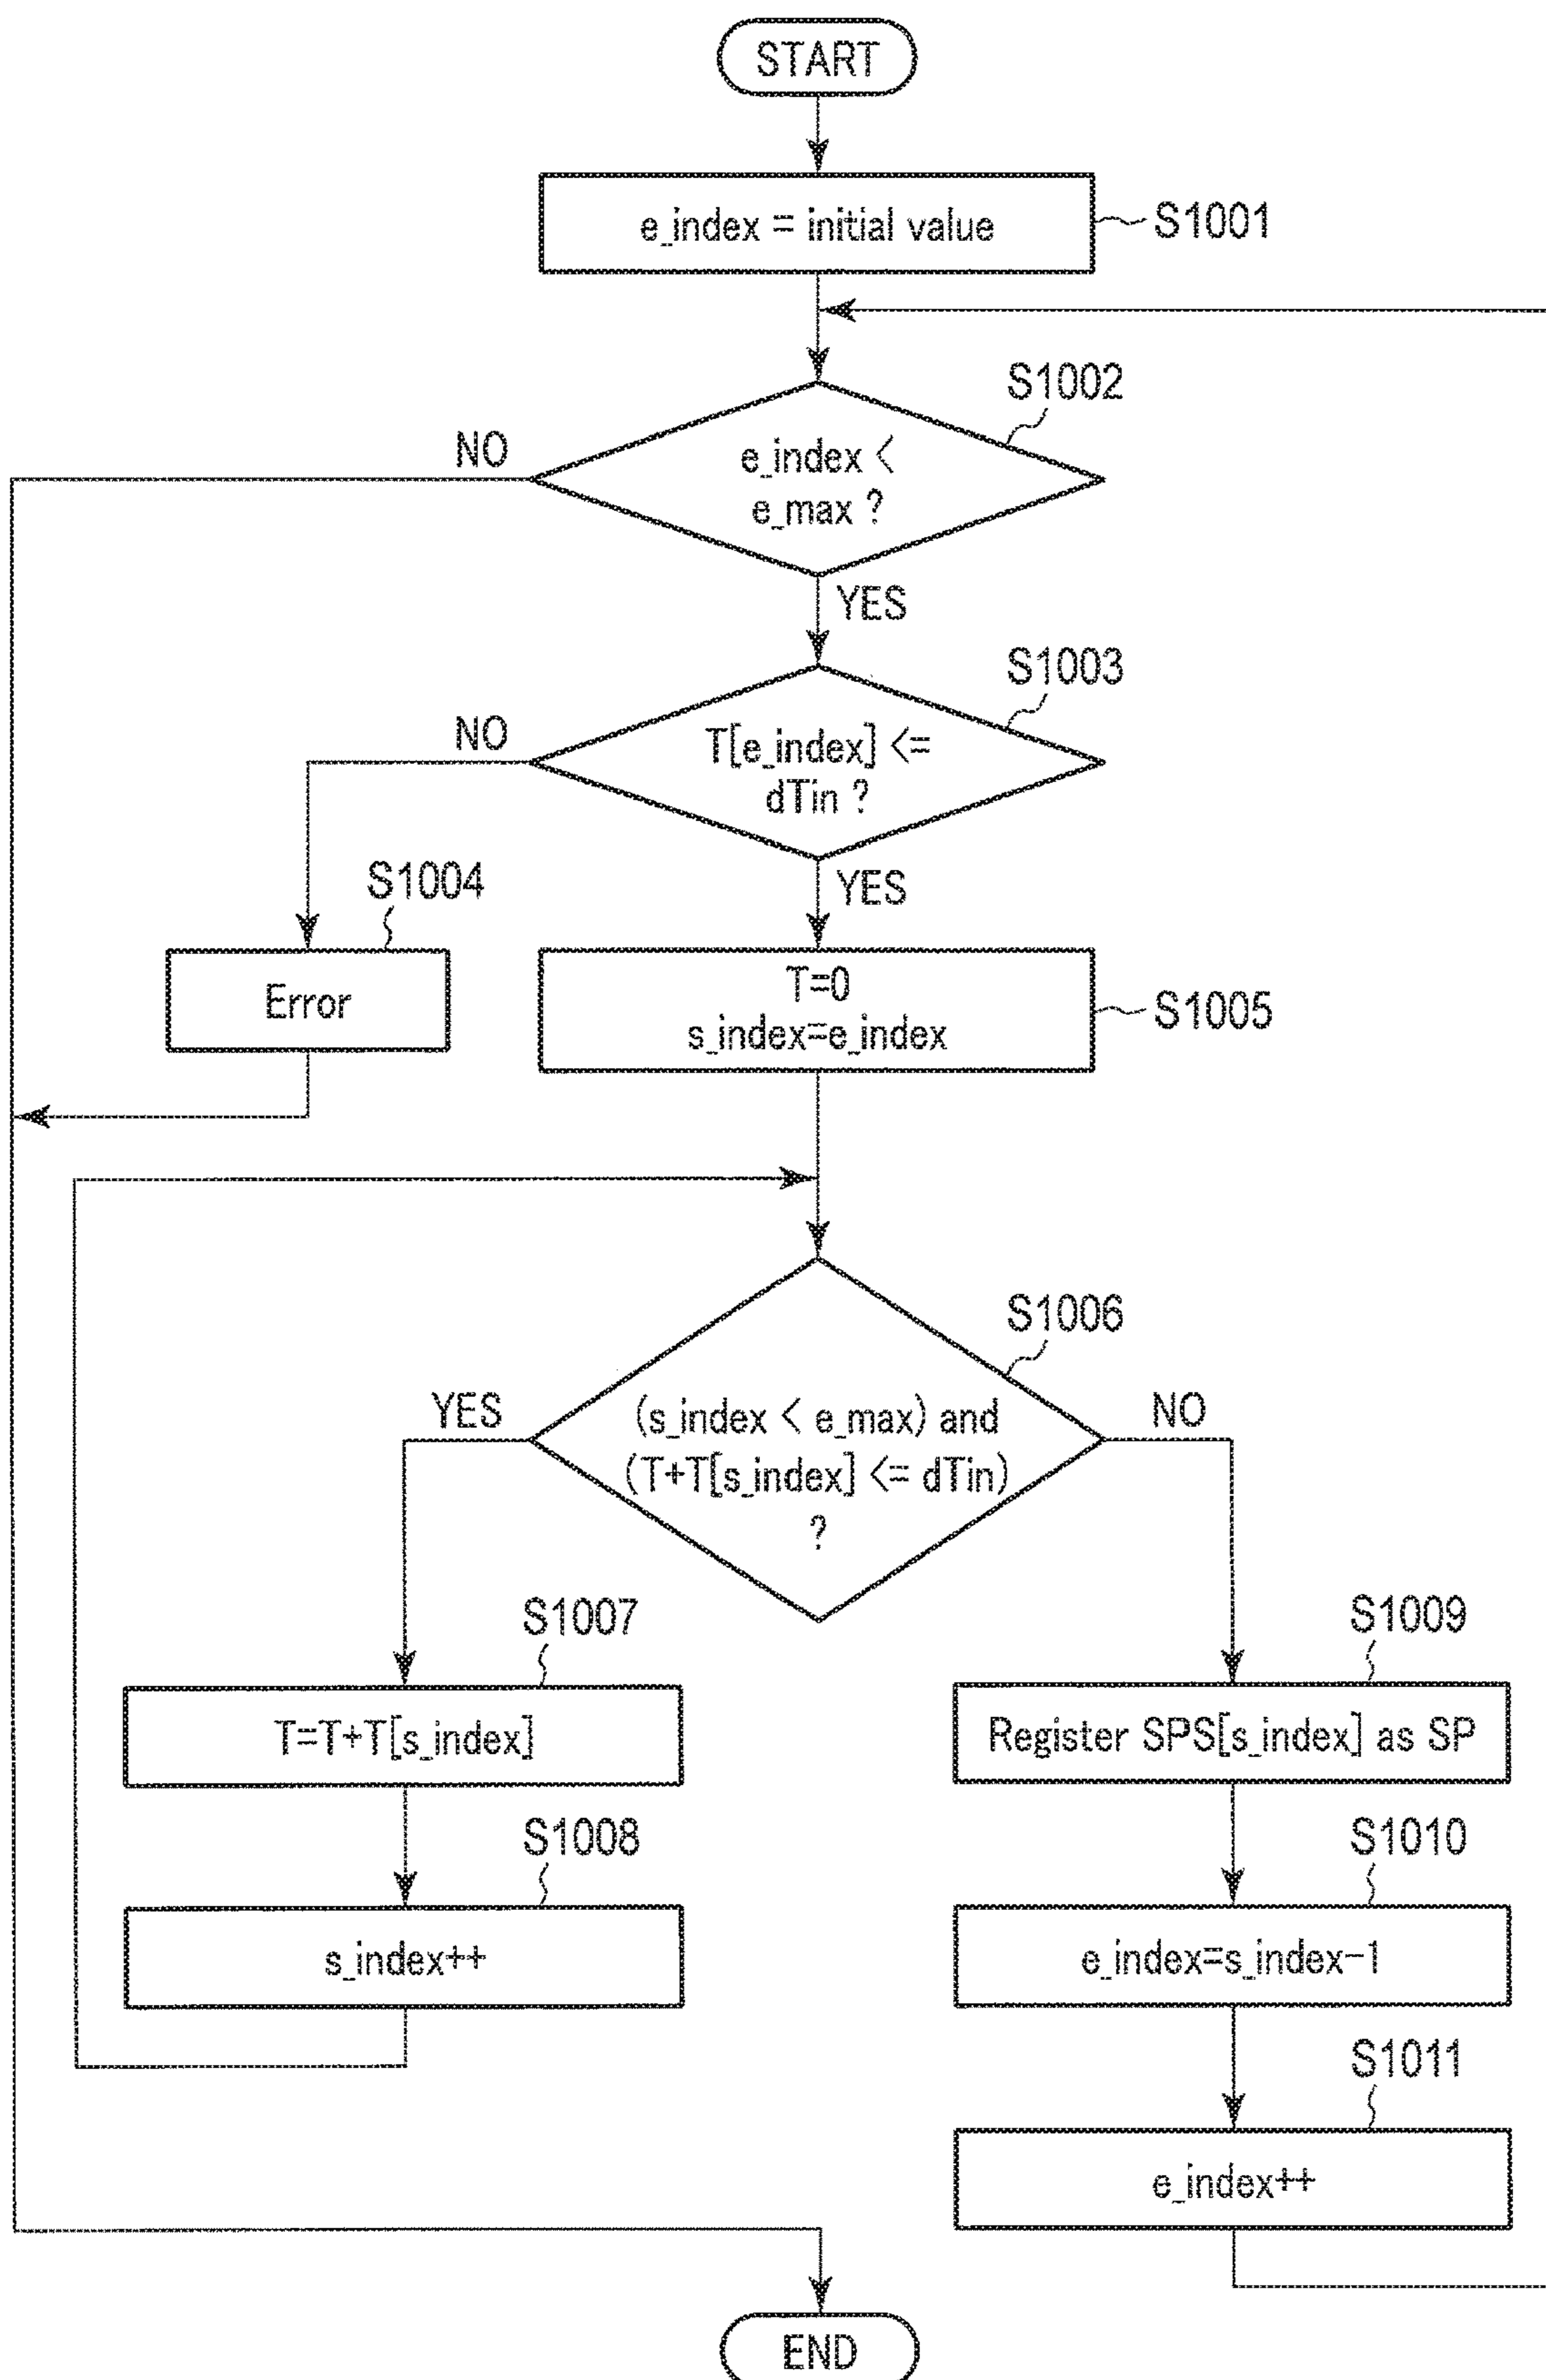 START
e_index = initial value
S1001
S1002
NO
e_index <
e_max ?
YES
S1003
NO
T[e_index] <=
dTin ?
YES
S1004
Error
T=0
s_index=e_index
S1005
S1006
YES
(s_index < e_max) and
(T+T[s_index] <= dTin)
?
NO
S1007
T=T+T[s_index]
S1008
s_index++
S1009
Register SPS[s_index] as SP
S1010
e_index=s_index-1
S1011
e_index++
END